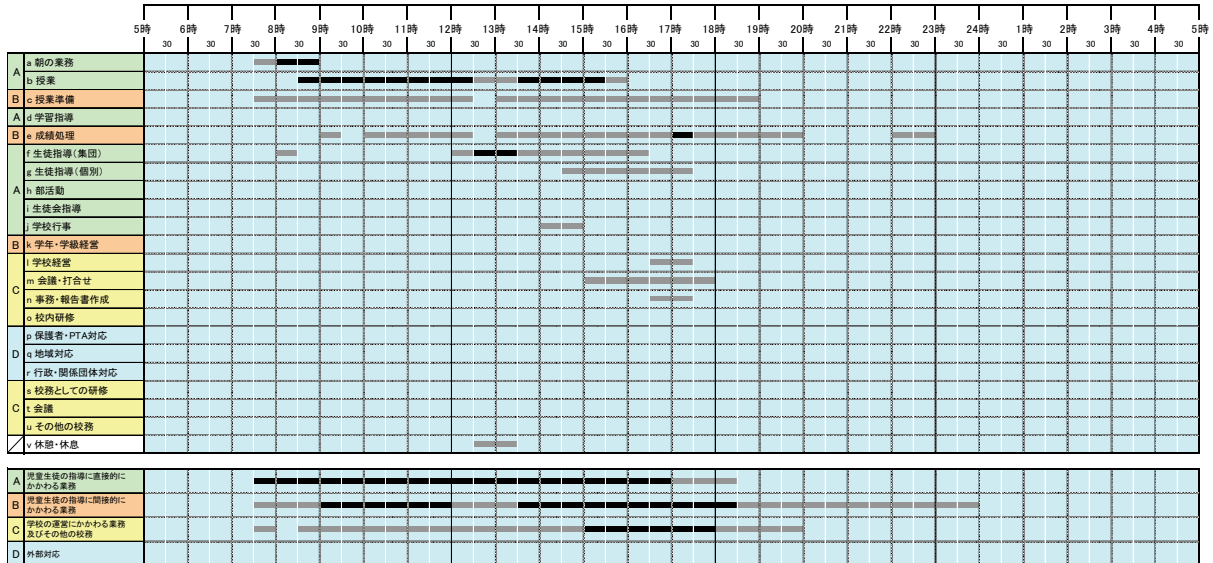 5時 6時 7時 8時 9時 10時 11時 12時 13時 14時 15時 16時 17時 18時 19時 20時 21時 22時 23時 24時 1時 2時 3時 4時 5時
30 30 30 30 30 30 30 30 30 30 30 30 30 30 30 30 30 30 30 30 30 30 30 30
A
a 朝の業務
b 授業
B
c 授業準備
A
d 学習指導
B
e 成績処理
A
f 生徒指導(集団)
g 生徒指導(個別)
h 部活動
i 生徒会指導
j 学校行事
B
k 学年・学級経営
C
l 学校経営
m 会議・打合せ
n 事務・報告書作成
o 校内研修
D
p 保護者・PTA対応
q 地域対応
r 行政・関係団体対応
C
s 校務としての研修
t 会議
u その他の校務
v 休憩・休息
A
児童生徒の指導に直接的に
かかわる業務
B
児童生徒の指導に間接的に
かかわる業務
C
学校の運営にかかわる業務
及びその他の校務
D
外部対応